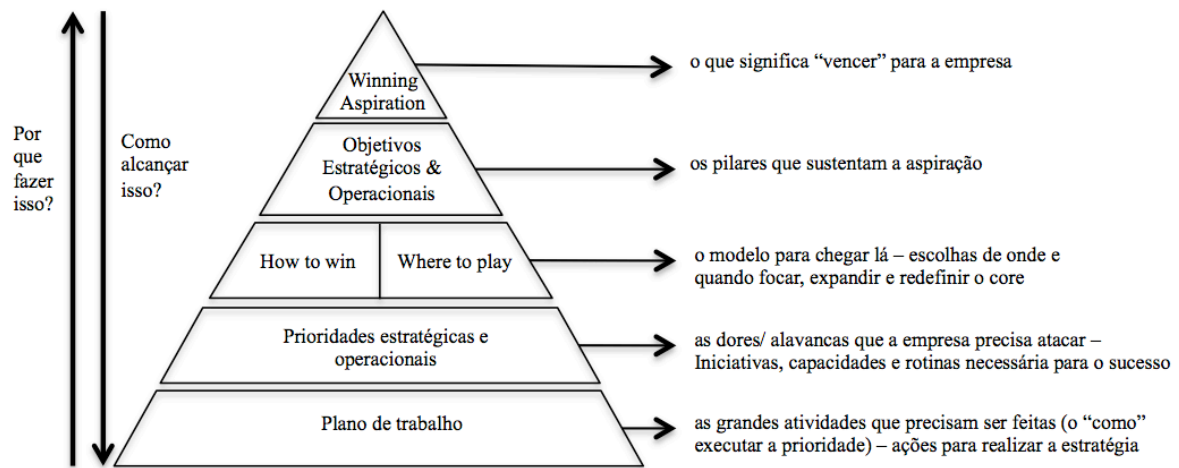 Por
que
fazer
isso?
Como
alcançar
isso?
Winning
Aspiration
o que significa “vencer” para a empresa
Objetivos
Estratégicos &
Operacionais
os pilares que sustentam a aspiração
How to win
Where to play
o modelo para chegar lá – escolhas de onde e
quando focar, expandir e redefinir o core
Prioridades estratégicas e
operacionais
as dores/ alavancas que a empresa precisa atacar –
Iniciativas, capacidades e rotinas necessária para o sucesso
Plano de trabalho
as grandes atividades que precisam ser feitas (o “como”
executar a prioridade) – ações para realizar a estratégia